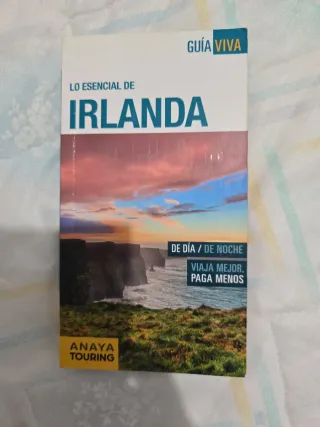 GUÍA VIVA
LO ESENCIAL DE
IRLANDA
DE DÍA / DE NOCHE
VIAJA MEJOR,
PAGA MENOS
ANAYA
TOURING